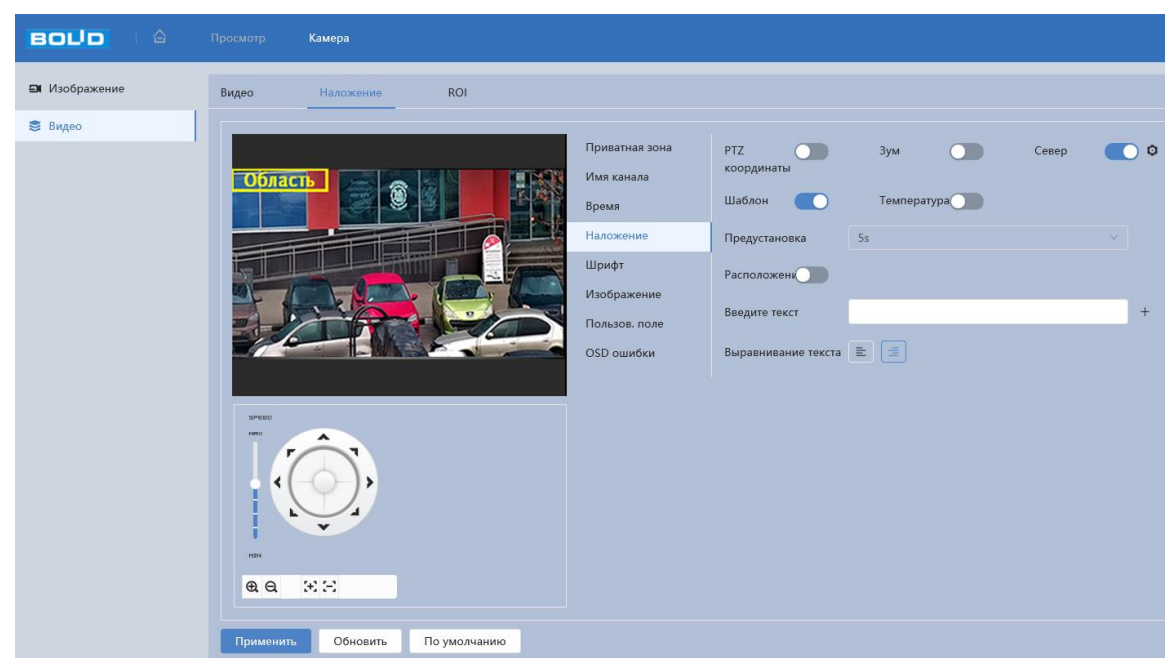 BOLID
Просмотр
Камера
Изображение
Видео
Видео
Наложение
ROI
Область
Приватная зона
Имя канала
Время
Наложение
Шрифт
Изображение
Пользов. поле
OSD ошибки
PTZ координаты
Зум
Север
Шаблон
Температура
Предустановка
5s
Расположени
Введите текст
+
Выравнивание текста
SPEED
MAX
MIN
Применить
Обновить
По умолчанию